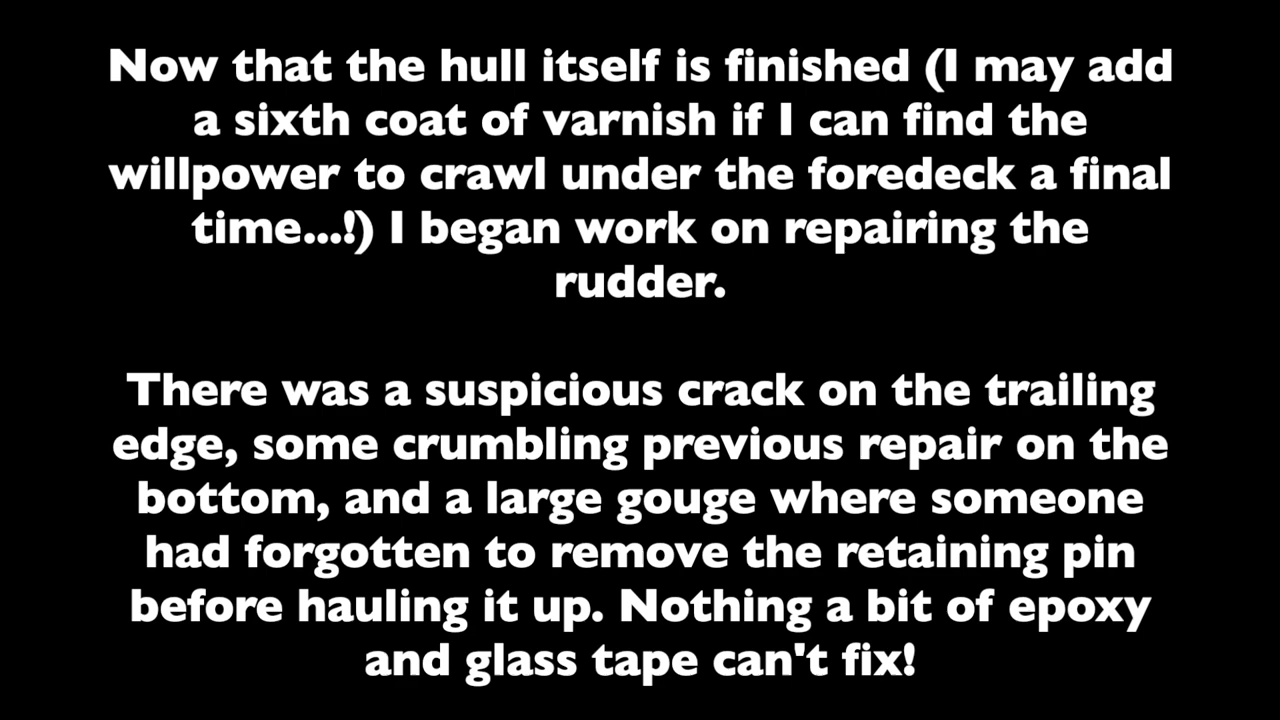 Now that the hull itself is finished (I may add
a sixth coat of varnish if I can find the
willpower to crawl under the foredeck a final
time...!) I began work on repairing the
rudder.
There was a suspicious crack on the trailing
edge, some crumbling previous repair on the
bottom, and a large gouge where someone
had forgotten to remove the retaining pin
before hauling it up. Nothing a bit of epoxy
and glass tape can't fix!